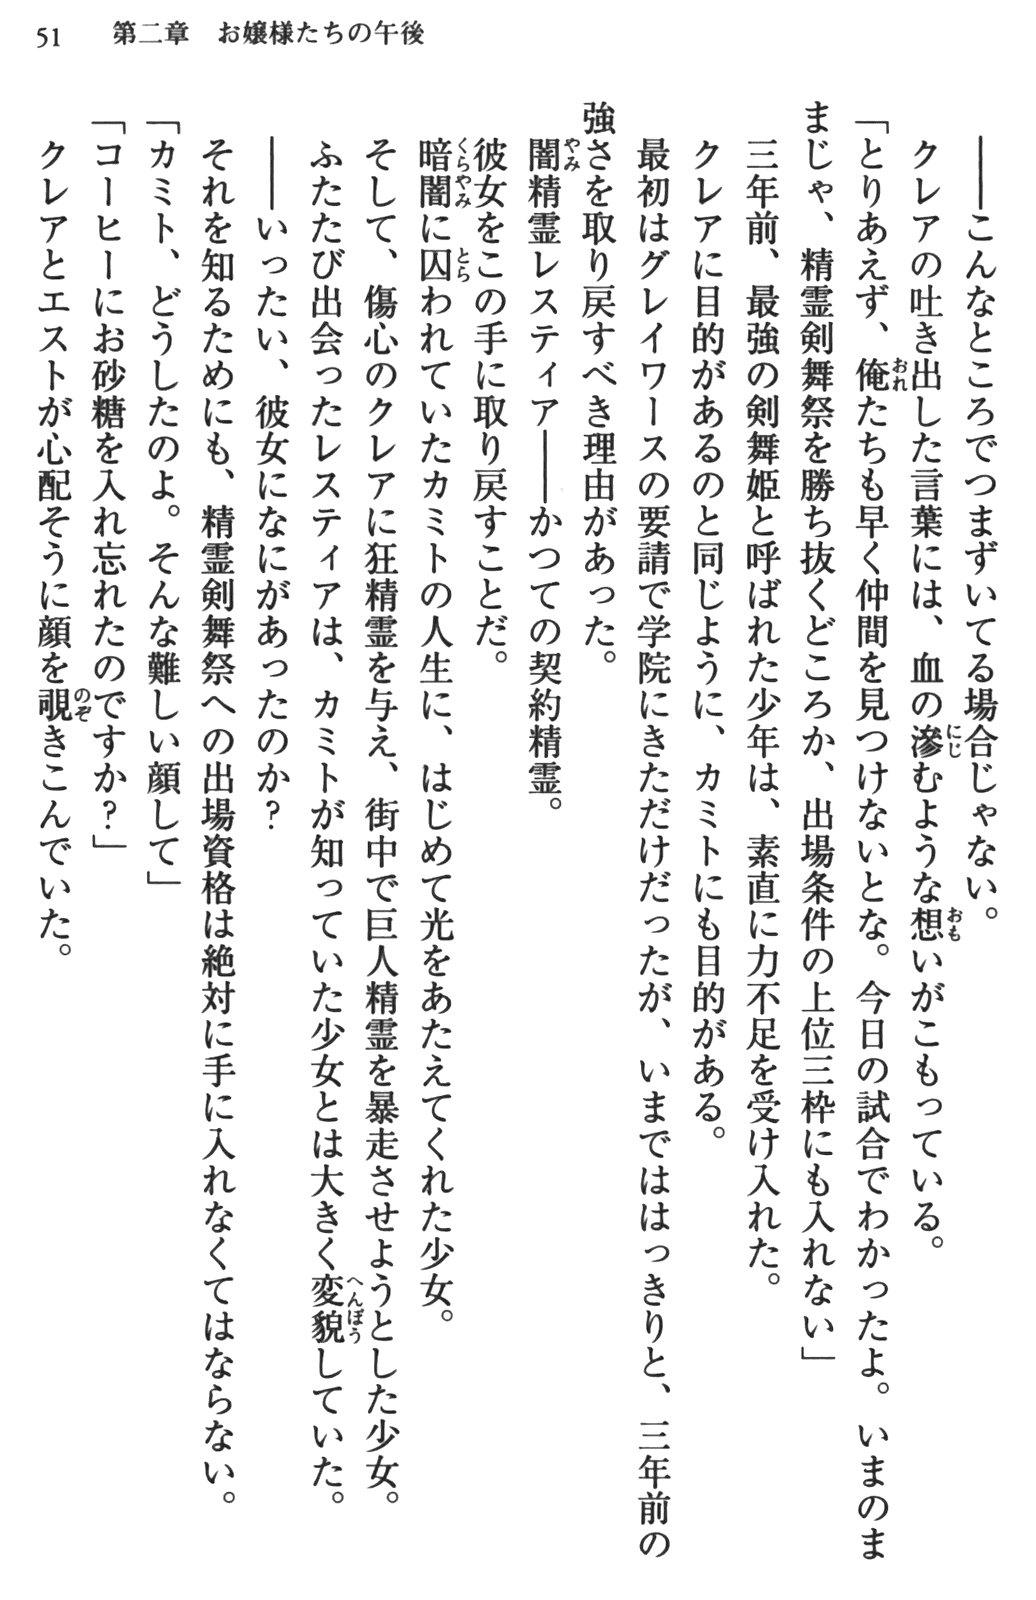 51　第二章　お嬢様たちの午後
――こんなところでつまずいてる場合じゃない。
クレアの吐き出した言葉には、血の滲むような想いがこもっている。
「とりあえず、俺たちも早く仲間を見つけないとな。今日の試合でわかったよ。いまのま
まじゃ、精霊剣舞祭を勝ち抜くどころか、出場条件の上位三枠にも入れない」
三年前、最強の剣舞姫と呼ばれた少年は、素直に力不足を受け入れた。
クレアに目的があるのと同じように、カミトにも目的がある。
最初はグレイワースの要請で学院にきただけだったが、いまでははっきりと、三年前の
強さを取り戻すべき理由があった。
闇精霊レスティア――かつての契約精霊。
彼女をこの手に取り戻すことだ。
暗闇に囚われていたカミトの人生に、はじめて光をあたえてくれた少女。
そして、傷心のクレアに狂精霊を与え、街中で巨人精霊を暴走させようとした少女。
ふたたび出会ったレスティアは、カミトが知っていた少女とは大きく変貌していた。
――いったい、彼女になにがあったのか？
それを知るためにも、精霊剣舞祭への出場資格は絶対に手に入れなくてはならない。
「カミト、どうしたのよ。そんな難しい顔して」
「コーヒーにお砂糖を入れ忘れたのですか？」
クレアとエストが心配そうに顔を覗きこんでいた。